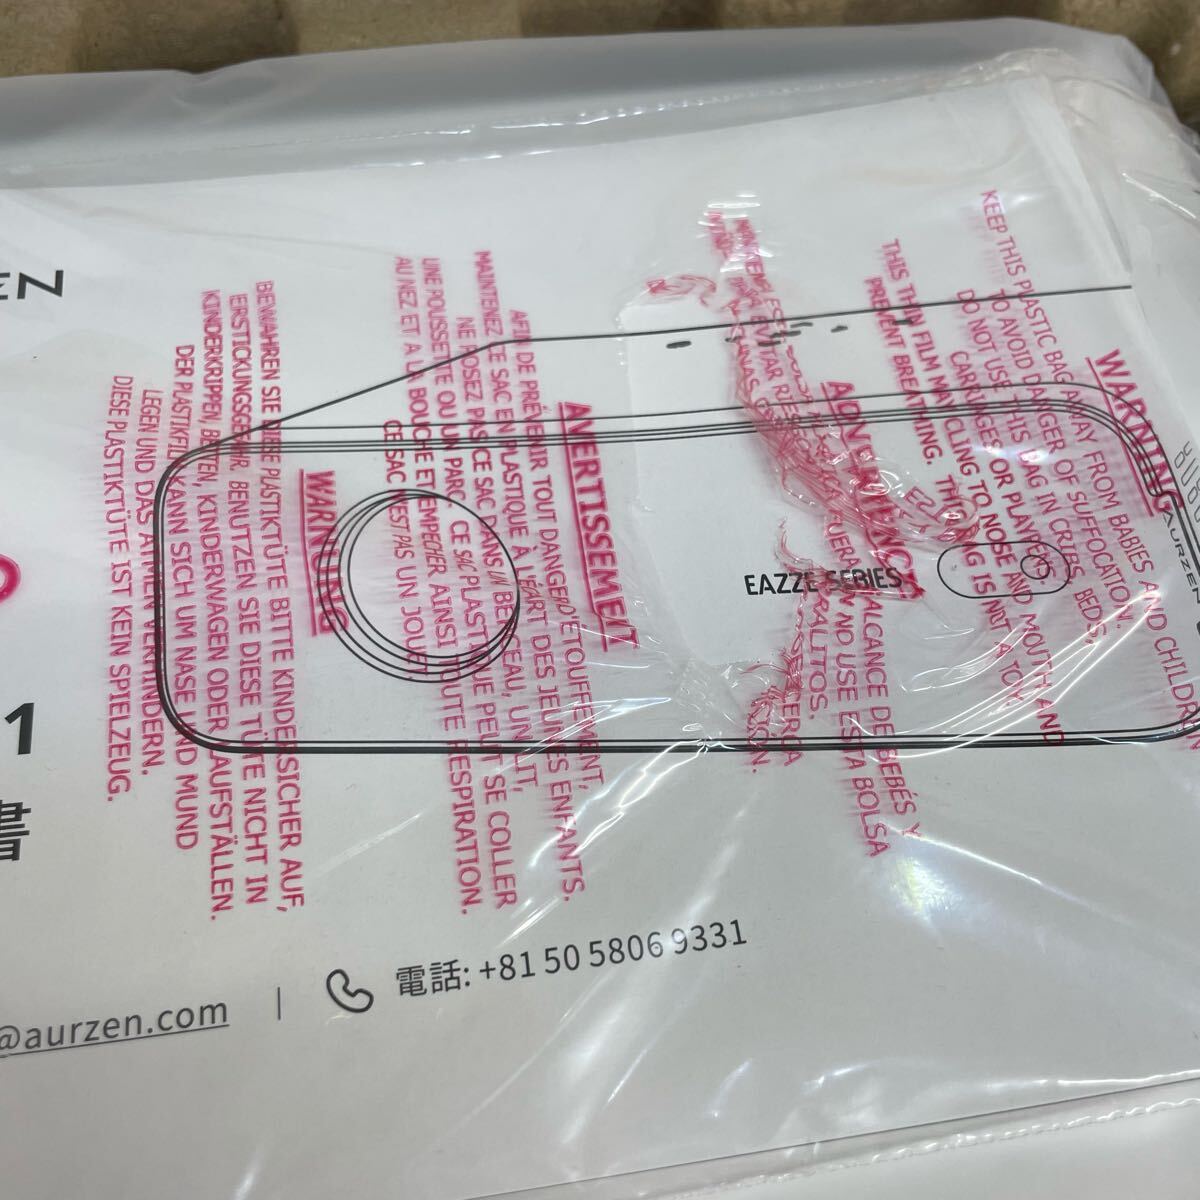 EN
1
書
@aurzen.com
電話: +81 50 5806 9331
EAZZE SERIES
AURZEN
WARNING
KEEP THIS PLASTIC BAG AWAY FROM BABIES AND CHILDREN
TO AVOID DANGER OF SUFFOCATION.
DO NOT USE THIS BAG IN CRIBS, BEDS,
CARRINGES OR PLAYPENS.
THIS THIN FILM MAY CLING TO NOSE AND MOUTH AND
PREVENT BREATHING. THIS BAG IS NOT A TOY.
ALCANCE DE BEBÉS Y
NO USE ESTA BOLSA
AVERTISSEMEIT
AFIN DE PRÉVENIR TOUT DANGER D'ETOUFFEMENT,
MAINTENEZ CE SAC EN PLASTIQUE À L'ÉCART DES JEUNES ENFANTS.
NE POSEZ PAS CE SAC DANS UN BERCEAU, UN LIT,
UNE POUSSETTE OU UN PARC. CE SAC PLASTIQUE PEUT SE COLLER
AU NEZ ET A LA BOUCHE ET EMPECHER AINSI TOUTE RESPIRATION.
CE SAC N'EST PAS UN JOUET.
WARNUNG
BEWAHREN SIE DIESE PLASTIKTÜTE BITTE KINDERSICHER AUF,
ERSTICKUNGSGEFAHR. BENUTZEN SIE DIESE TÜTE NICHT IN
KINDERKRIPPEN, BETTEN, KINDERWAGEN ODER LAUFSTÄLLEN.
DER PLASTIKFILM KANN SICH UM NASE UND MUND
LEGEN UND DAS ATMEN VERHINDERN.
DIESE PLASTIKTÜTE IST KEIN SPIELZEUG.